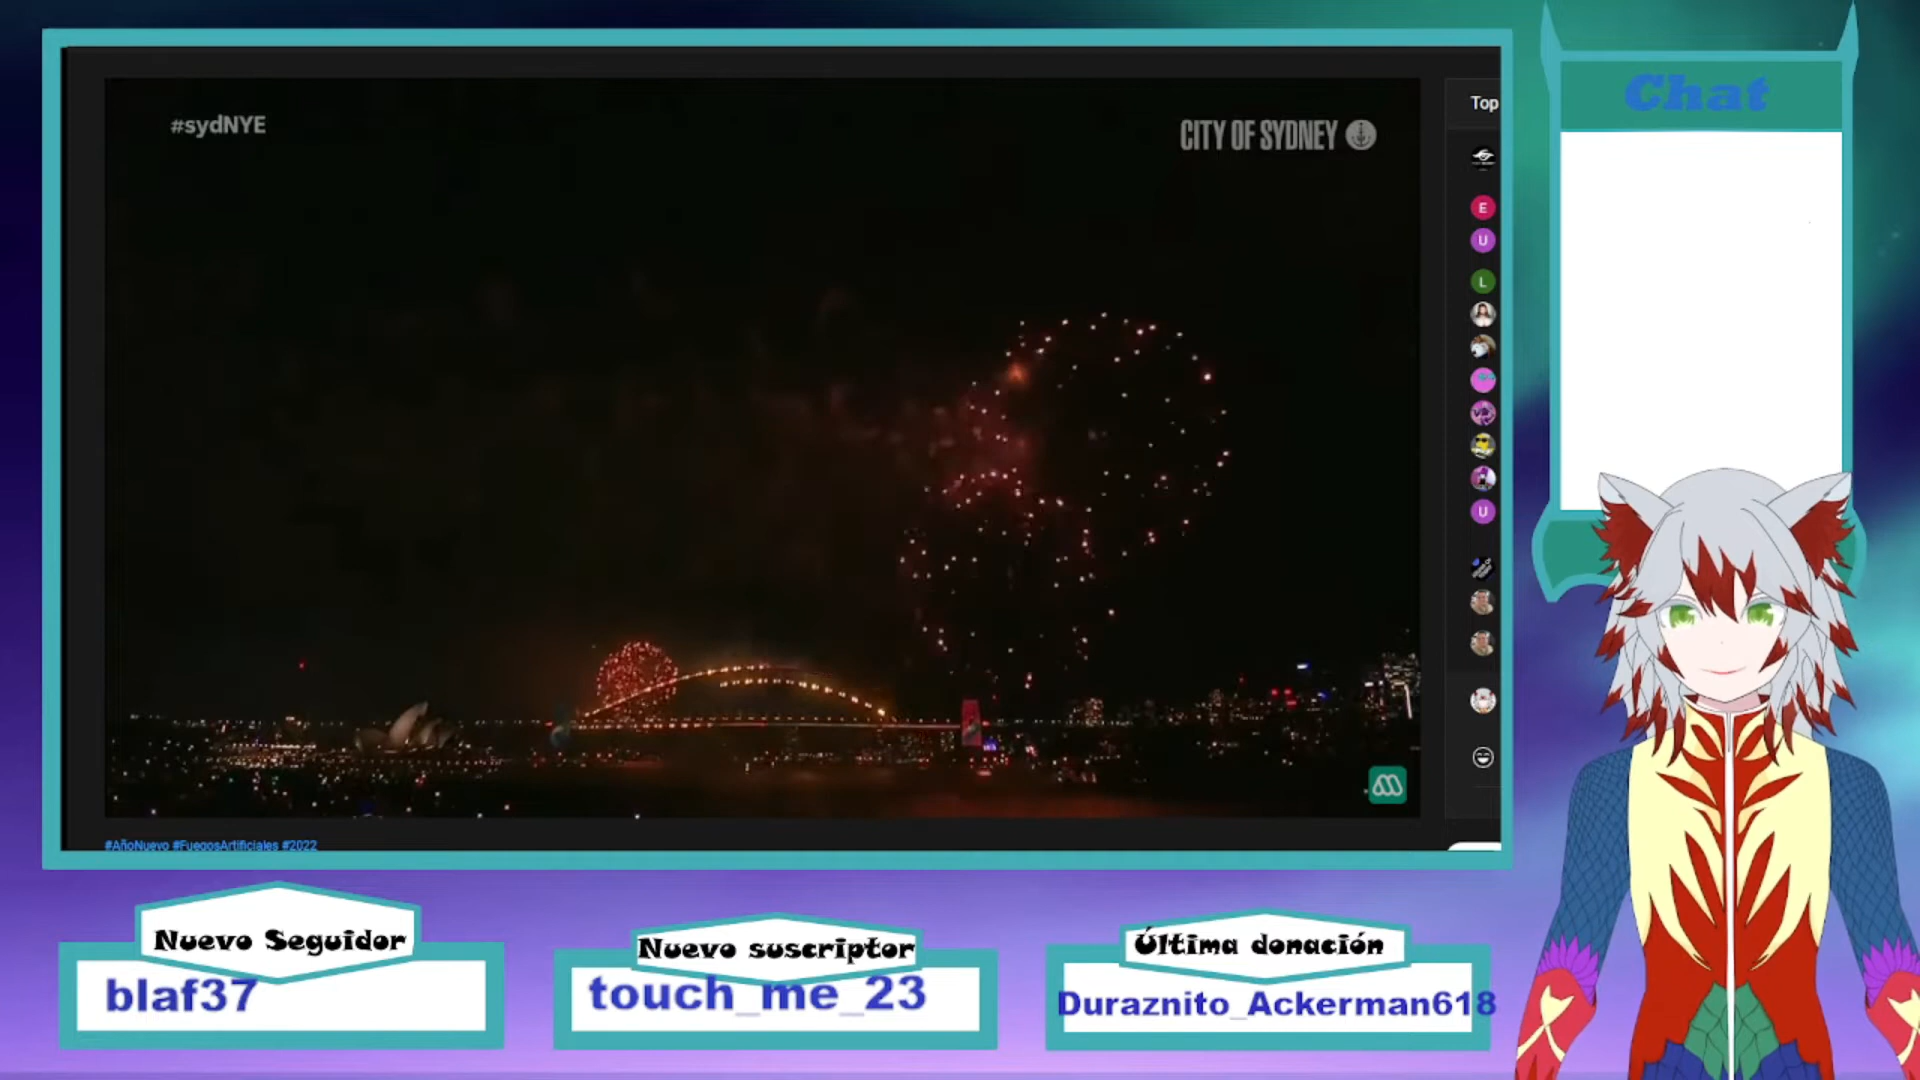 #sydNYE
CITY OF SYDNEY
Top
Chat
E
U
L
U
#AñoNuevo #FuegosArtificiales #2022
Nuevo Seguidor
blaf37
Nuevo suscriptor
touch_me_23
Última donación
Duraznito_Ackerman618